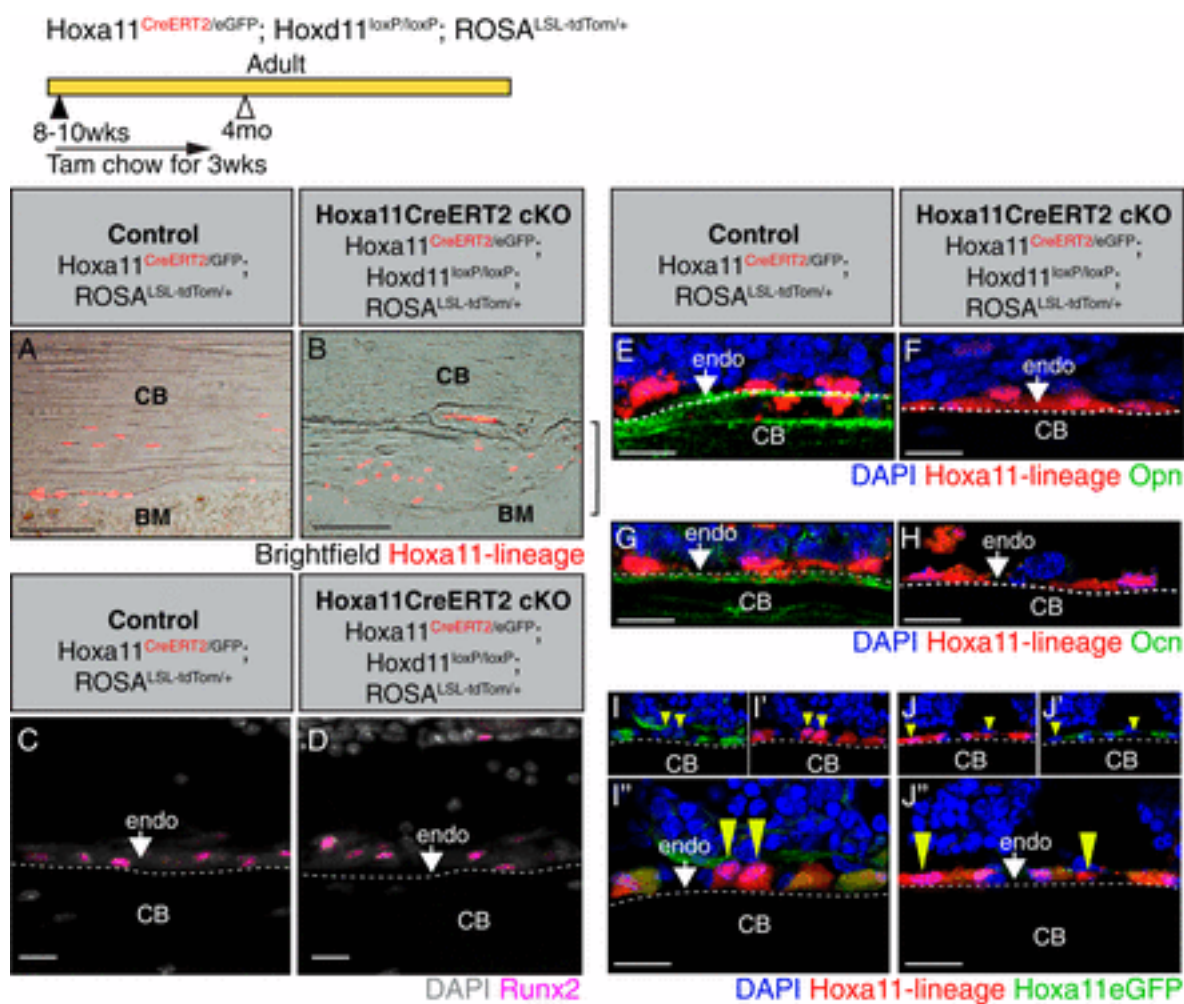 Hoxa11CreERT2/eGFP; Hoxd11loxP/loxP; ROSALSL-tdTom/+
Adult
8-10wks
4mo
Tam chow for 3wks
Control
Hoxa11CreERT2/GFP;
ROSALSL-tdTom/+
Hoxa11CreERT2 cKO
Hoxa11CreERT2/eGFP;
Hoxd11loxP/loxP;
ROSALSL-tdTom/+
A
CB
BM
B
CB
BM
Brightfield Hoxa11-lineage
Control
Hoxa11CreERT2/GFP;
ROSALSL-tdTom/+
Hoxa11CreERT2 cKO
Hoxa11CreERT2/eGFP;
Hoxd11loxP/loxP;
ROSALSL-tdTom/+
C
endo
CB
D
endo
CB
DAPI Runx2
Control
Hoxa11CreERT2/GFP;
ROSALSL-tdTom/+
Hoxa11CreERT2 cKO
Hoxa11CreERT2/eGFP;
Hoxd11loxP/loxP;
ROSALSL-tdTom/+
E
endo
CB
F
endo
CB
DAPI Hoxa11-lineage Opn
G
endo
CB
H
endo
CB
DAPI Hoxa11-lineage Ocn
I
CB
I'
CB
J
CB
J'
CB
I"
endo
CB
J"
endo
CB
DAPI Hoxa11-lineage Hoxa11eGFP